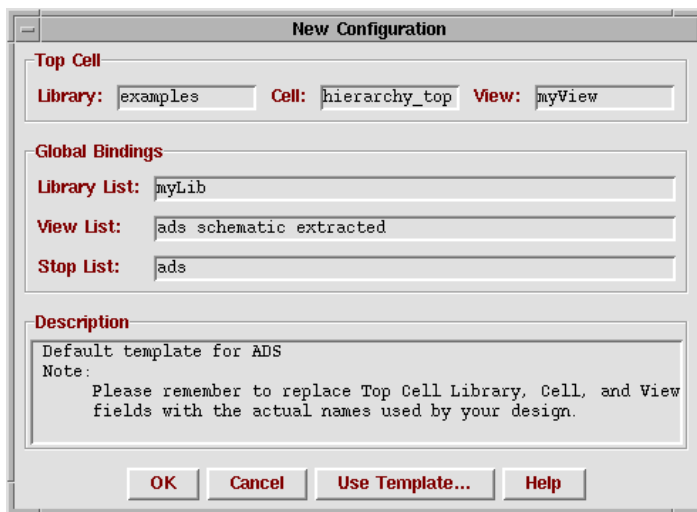 New Configuration
Top Cell
Library: examples Cell: hierarchy_top View: myView
Global Bindings
Library List: myLib
View List: ads schematic extracted
Stop List: ads
Description
Default template for ADS
Note:
Please remember to replace Top Cell Library, Cell, and View
fields with the actual names used by your design.
OK Cancel Use Template... Help